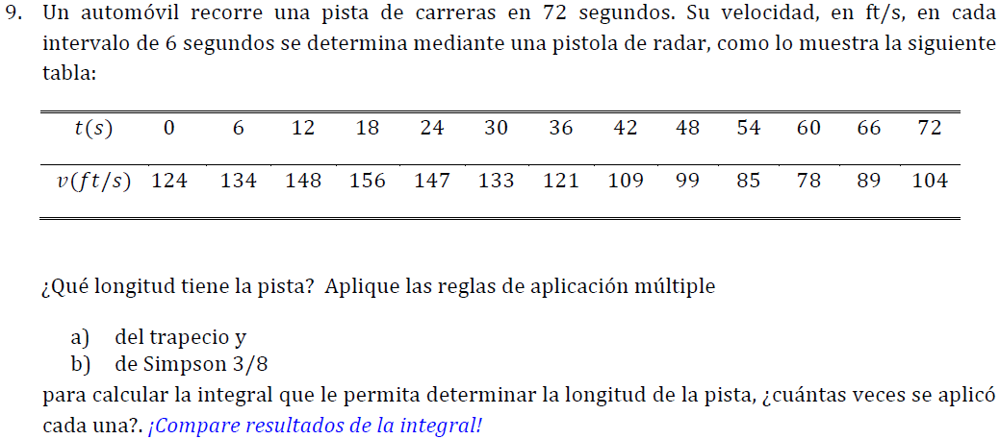 9. Un automóvil recorre una pista de carreras en 72 segundos. Su velocidad, en ft/s, en cada
intervalo de 6 segundos se determina mediante una pistola de radar, como lo muestra la siguiente
tabla:
t(s) 0 6 12 18 24 30 36 42 48 54 60 66 72
v(ft/s) 124 134 148 156 147 133 121 109 99 85 78 89 104
¿Qué longitud tiene la pista? Aplique las reglas de aplicación múltiple
a) del trapecio y
b) de Simpson 3/8
para calcular la integral que le permita determinar la longitud de la pista, ¿cuántas veces se aplicó
cada una?. ¡Compare resultados de la integral!